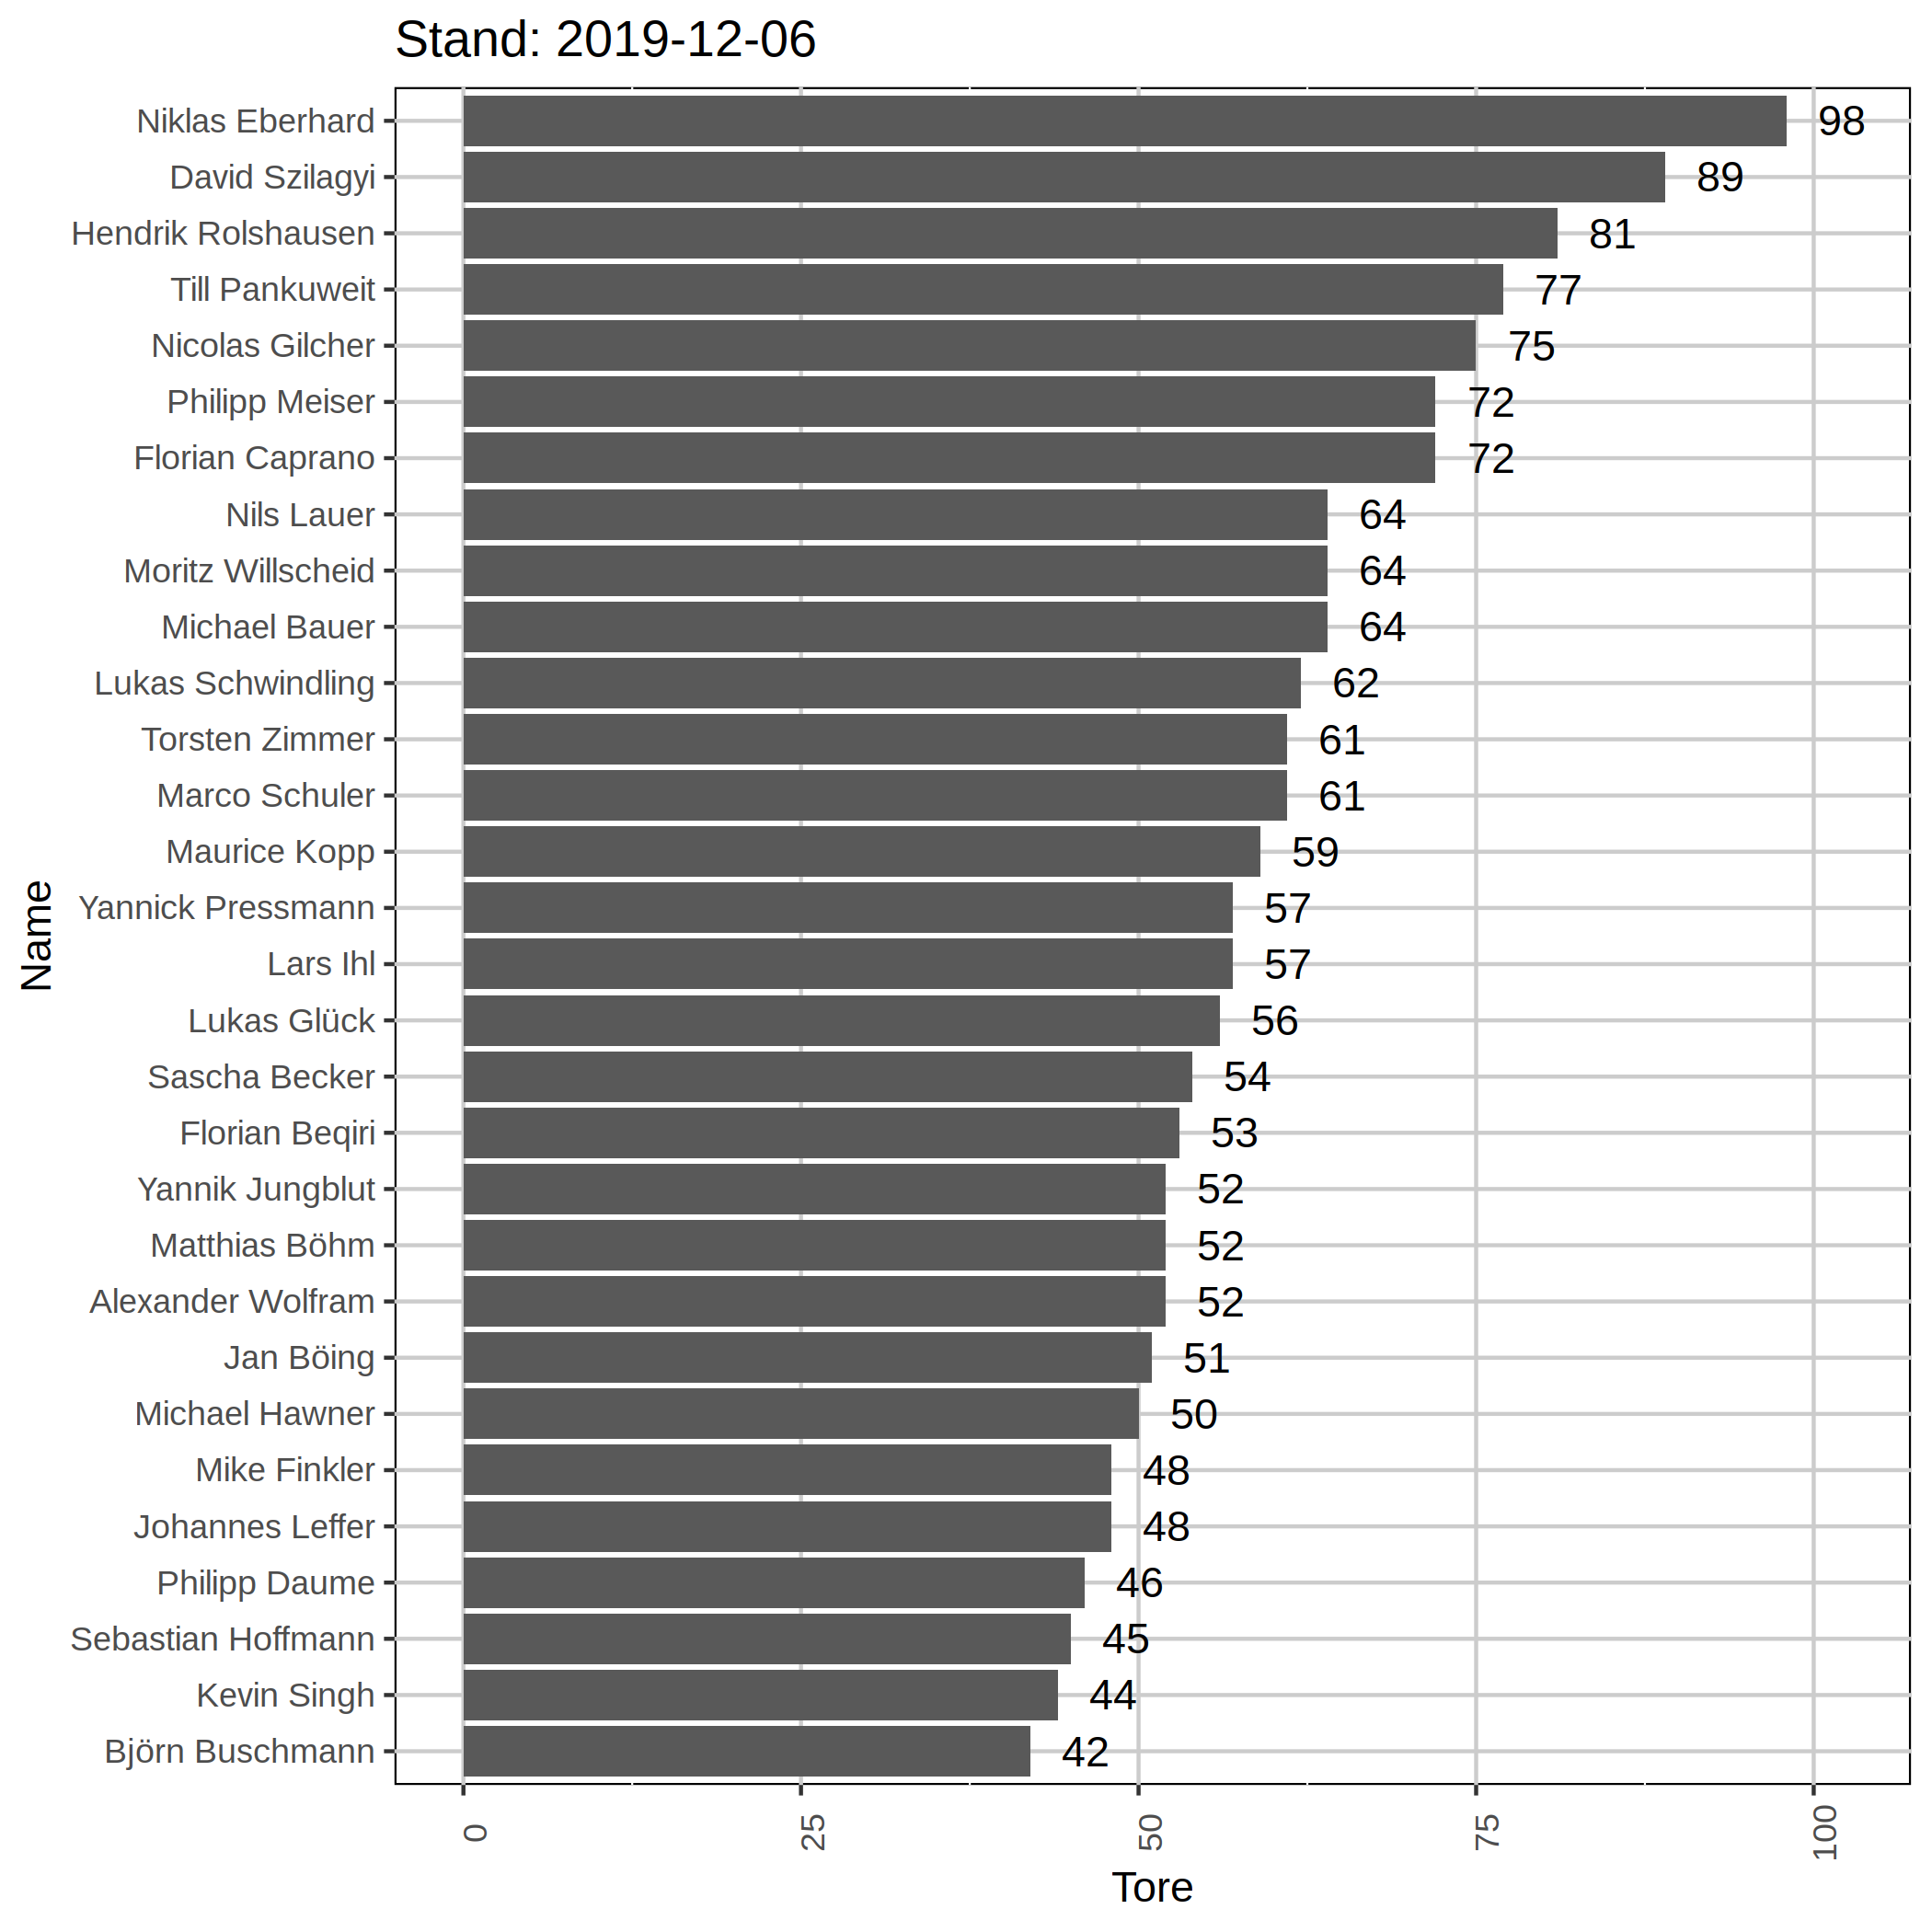 Stand: 2019-12-06
Niklas Eberhard 98
David Szilagyi 89
Hendrik Rolshausen 81
Till Pankuweit 77
Nicolas Gilcher 75
Philipp Meiser 72
Florian Caprano 72
Nils Lauer 64
Moritz Willscheid 64
Michael Bauer 64
Lukas Schwindling 62
Torsten Zimmer 61
Marco Schuler 61
Maurice Kopp 59
Yannick Pressmann 57
Lars Ihl 57
Lukas Glück 56
Sascha Becker 54
Florian Beqiri 53
Yannik Jungblut 52
Matthias Böhm 52
Alexander Wolfram 52
Jan Böing 51
Michael Hawner 50
Mike Finkler 48
Johannes Leffer 48
Philipp Daume 46
Sebastian Hoffmann 45
Kevin Singh 44
Björn Buschmann 42
Name
0 25 50 75 100
Tore